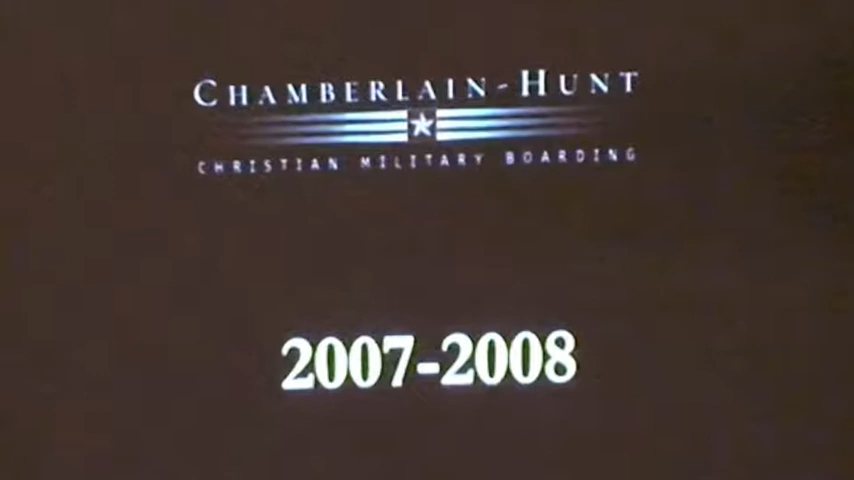 CHAMBERLAIN-HUNT
CHRISTIAN MILITARY BOARDING
2007-2008